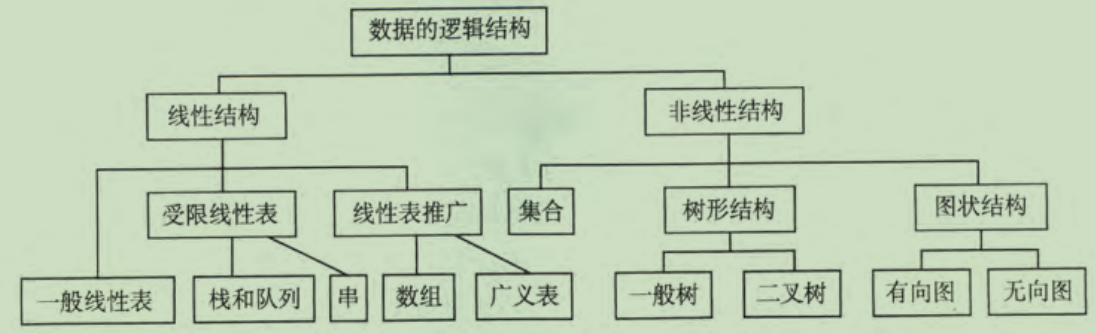 数据的逻辑结构
线性结构
非线性结构
受限线性表
线性表推广
集合
树形结构
图状结构
一般线性表
栈和队列
串
数组
广义表
一般树
二叉树
有向图
无向图